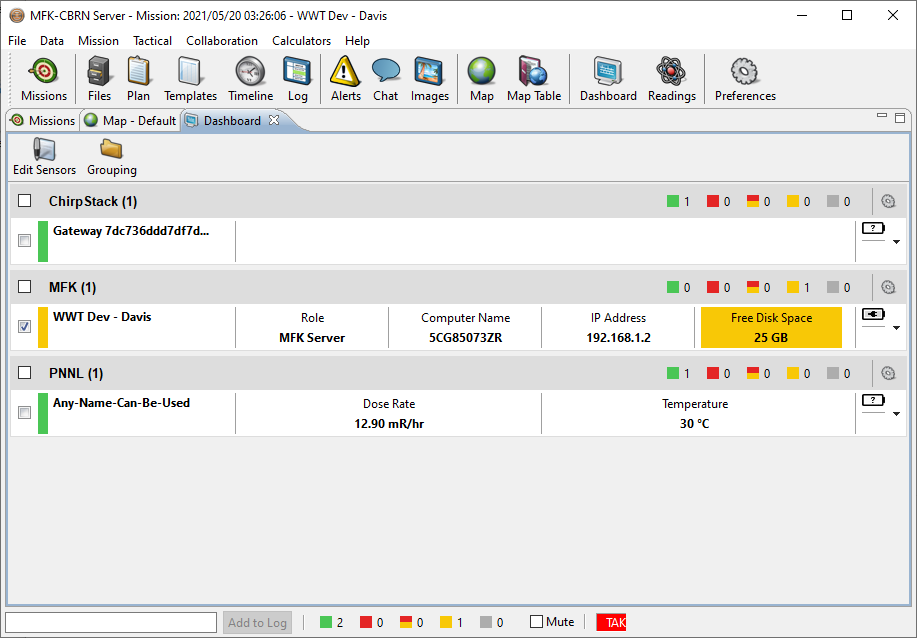 MFK-CBRN Server - Mission: 2021/05/20 03:26:06 - WWT Dev - Davis
File Data Mission Tactical Collaboration Calculators Help
Missions Files Plan Templates Timeline Log Alerts Chat Images Map Map Table Dashboard Readings Preferences
Missions Map - Default Dashboard
Edit Sensors Grouping
ChirpStack (1) 1 0 0 0 0
Gateway 7dc736ddd7df7d... ?
MFK (1) 0 0 0 1 0
WWT Dev - Davis Role Computer Name IP Address Free Disk Space
MFK Server 5CG85073ZR 192.168.1.2 25 GB
PNNL (1) 1 0 0 0 0
Any-Name-Can-Be-Used Dose Rate Temperature ?
12.90 mR/hr 30 °C
Add to Log 2 0 0 1 0 Mute TAK